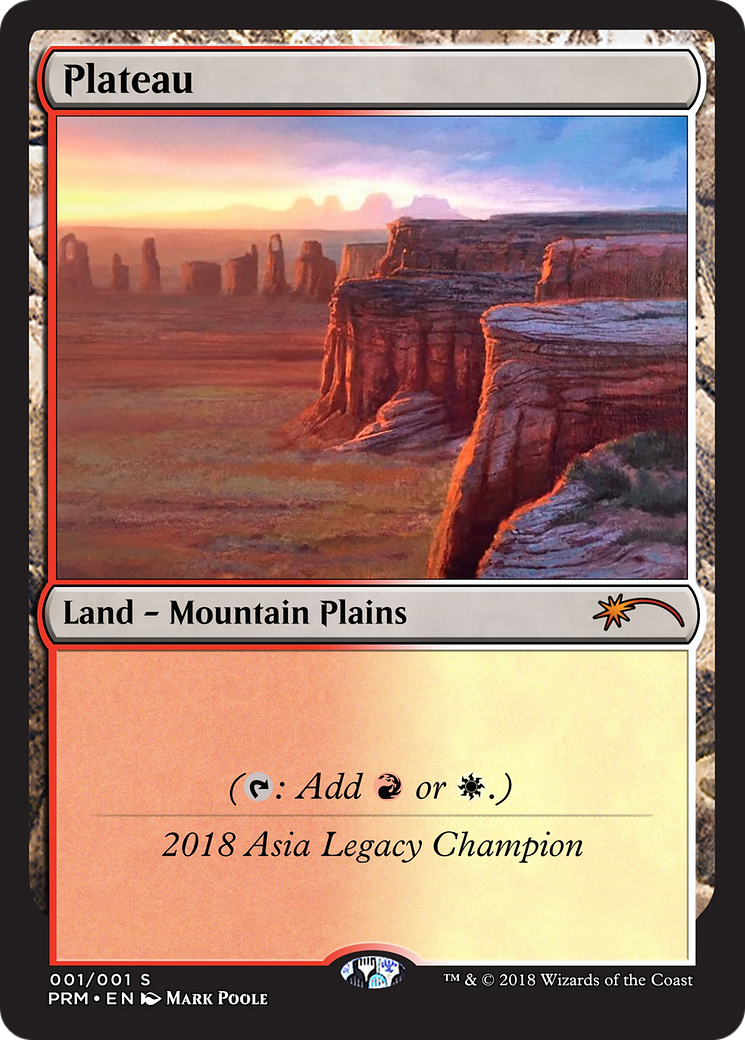 Plateau
Land – Mountain Plains
(: Add or .)
2018 Asia Legacy Champion
001/001 S
PRM • EN MARK POOLE
™ & © 2018 Wizards of the Coast